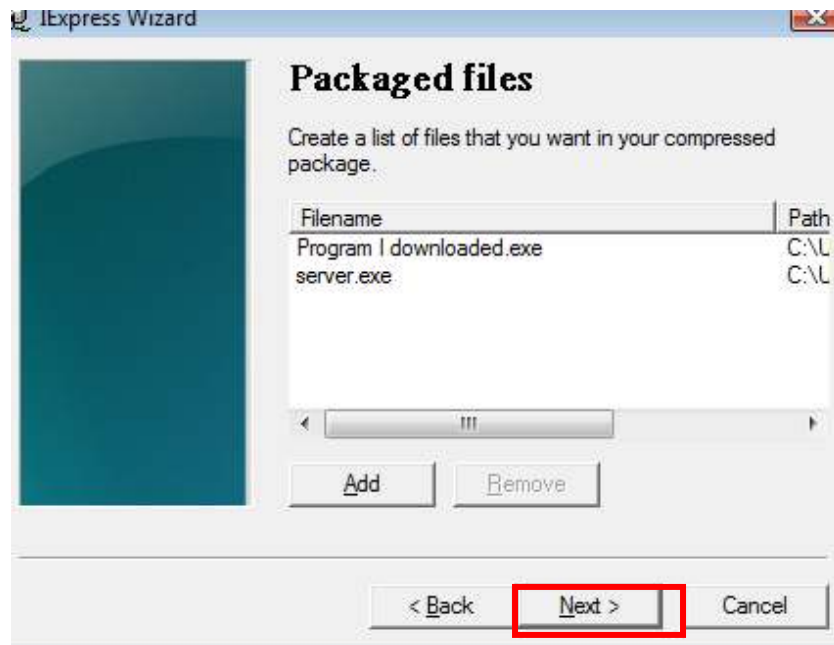 IExpress Wizard
Packaged files
Create a list of files that you want in your compressed
package.
Filename Path
Program I downloaded.exe C:\U
server.exe C:\U
Add Remove
< Back Next > Cancel